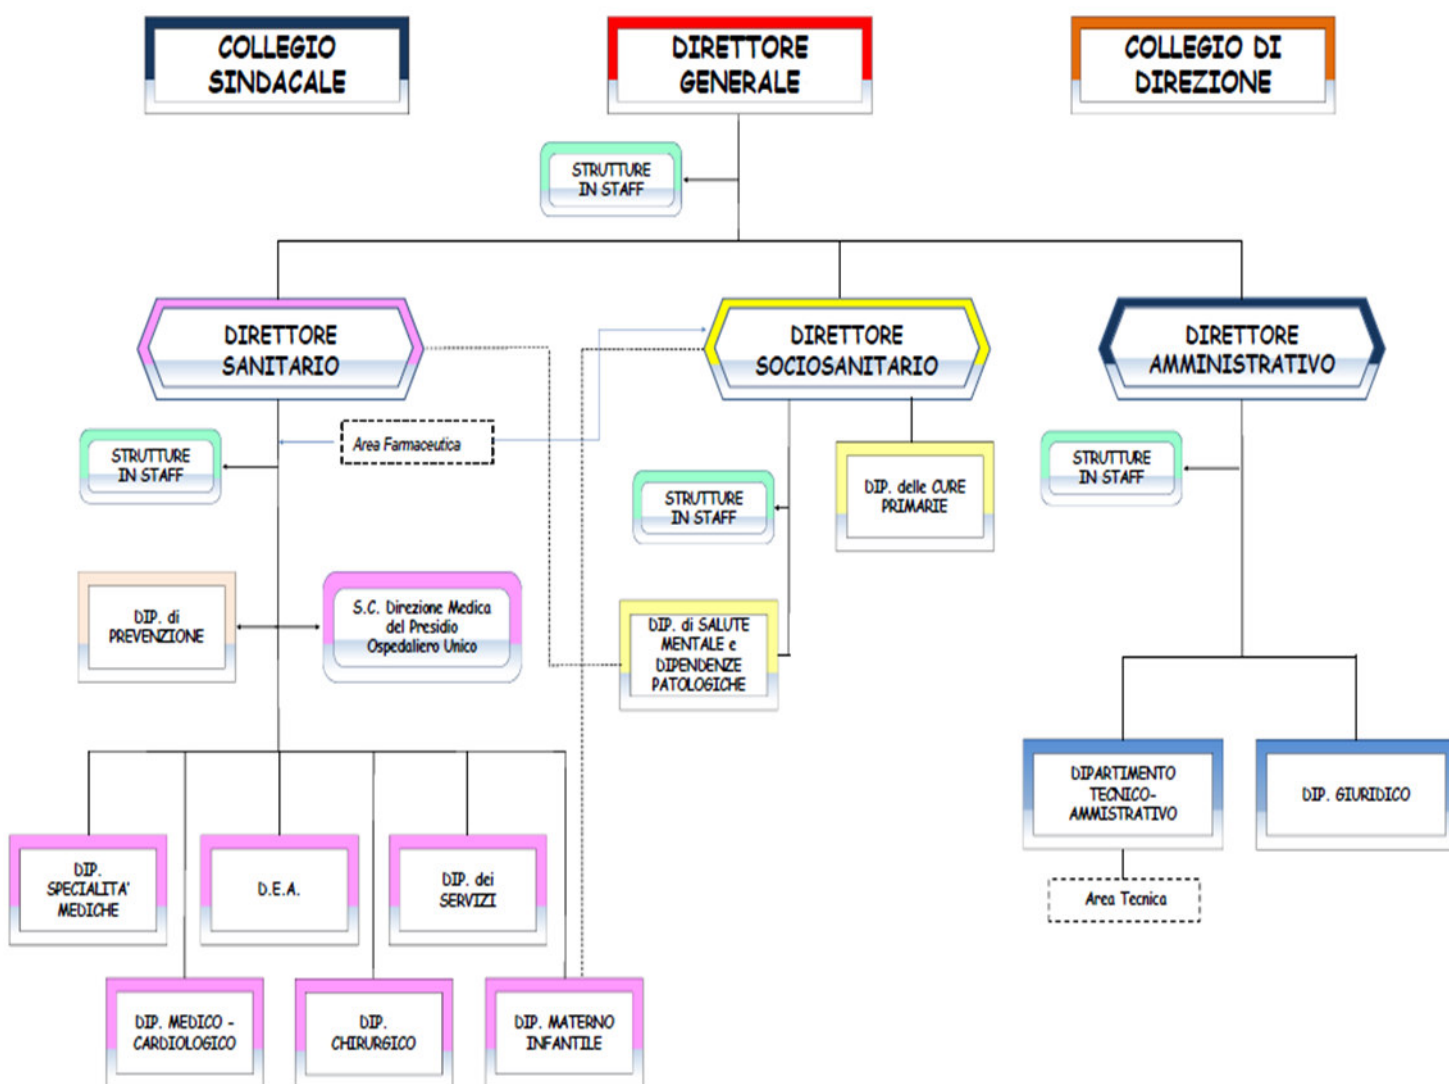 COLLEGIO
SINDACALE
DIRETTORE
GENERALE
COLLEGIO DI
DIREZIONE
STRUTTURE
IN STAFF
DIRETTORE
SANITARIO
DIRETTORE
SOCIOSANITARIO
DIRETTORE
AMMINISTRATIVO
Area Farmaceutica
STRUTTURE
IN STAFF
STRUTTURE
IN STAFF
DIP. delle CURE
PRIMARIE
STRUTTURE
IN STAFF
DIP. di
PREVENZIONE
S.C. Direzione Medica
del Presidio
Ospedaliero Unico
DIP. di SALUTE
MENTALE e
DIPENDENZE
PATOLOGICHE
DIPARTIMENTO
TECNICO-
AMMISTRATIVO
DIP. GIURIDICO
Area Tecnica
DIP.
SPECIALITA'
MEDICHE
D.E.A.
DIP. dei
SERVIZI
DIP. MEDICO -
CARDIOLOGICO
DIP.
CHIRURGICO
DIP. MATERNO
INFANTILE